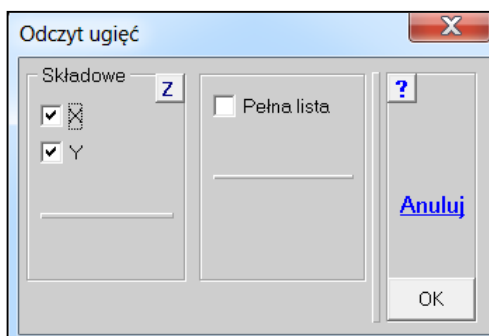 Odczyt ugięć
X
Składowe
Z
X
Y
Pełna lista
?
Anuluj
OK